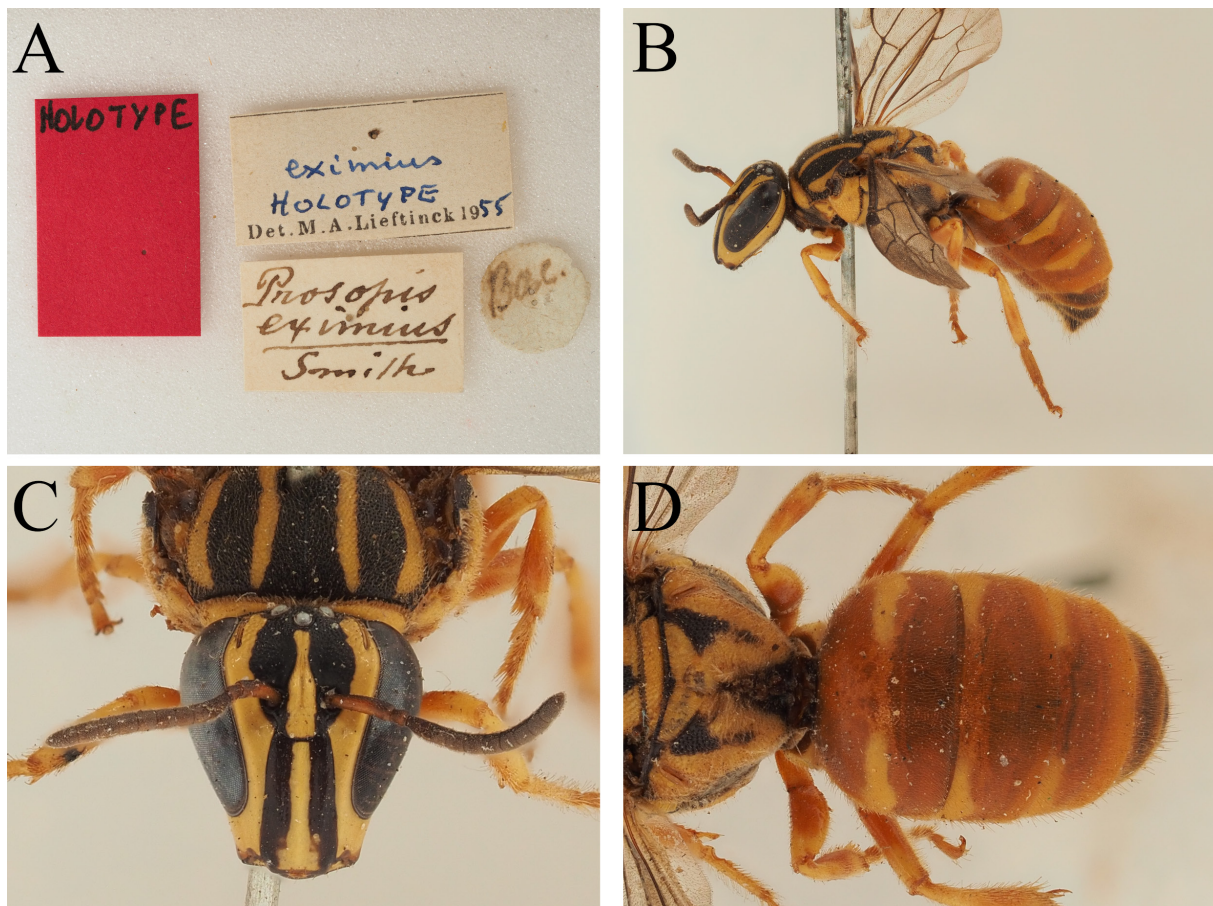 A
HOLOTYPE
eximius
HOLOTYPE
Det. M. A. Lieftinck 1955
Prosopis
eximius
Smith
Bac.
B
C
D